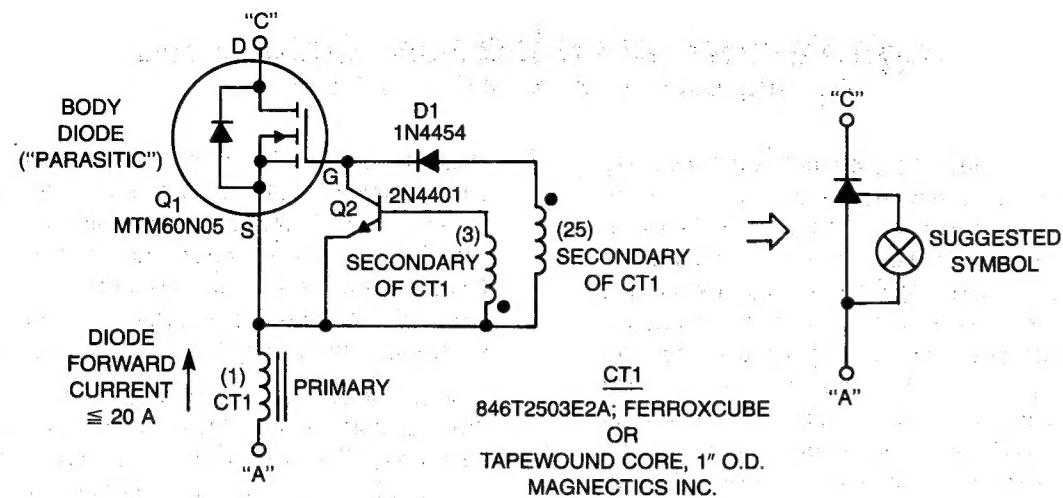 "C"
D
BODY
DIODE
("PARASITIC")
D1
1N4454
G
Q1
MTM60N05
S
Q2
2N4401
(3)
SECONDARY
OF CT1
(25)
SECONDARY
OF CT1
DIODE
FORWARD
CURRENT
≦ 20 A
(1)
CT1
PRIMARY
"A"
CT1
846T2503E2A; FERROXCUBE
OR
TAPEWOUND CORE, 1" O.D.
MAGNECTICS INC.
"C"
SUGGESTED
SYMBOL
"A"